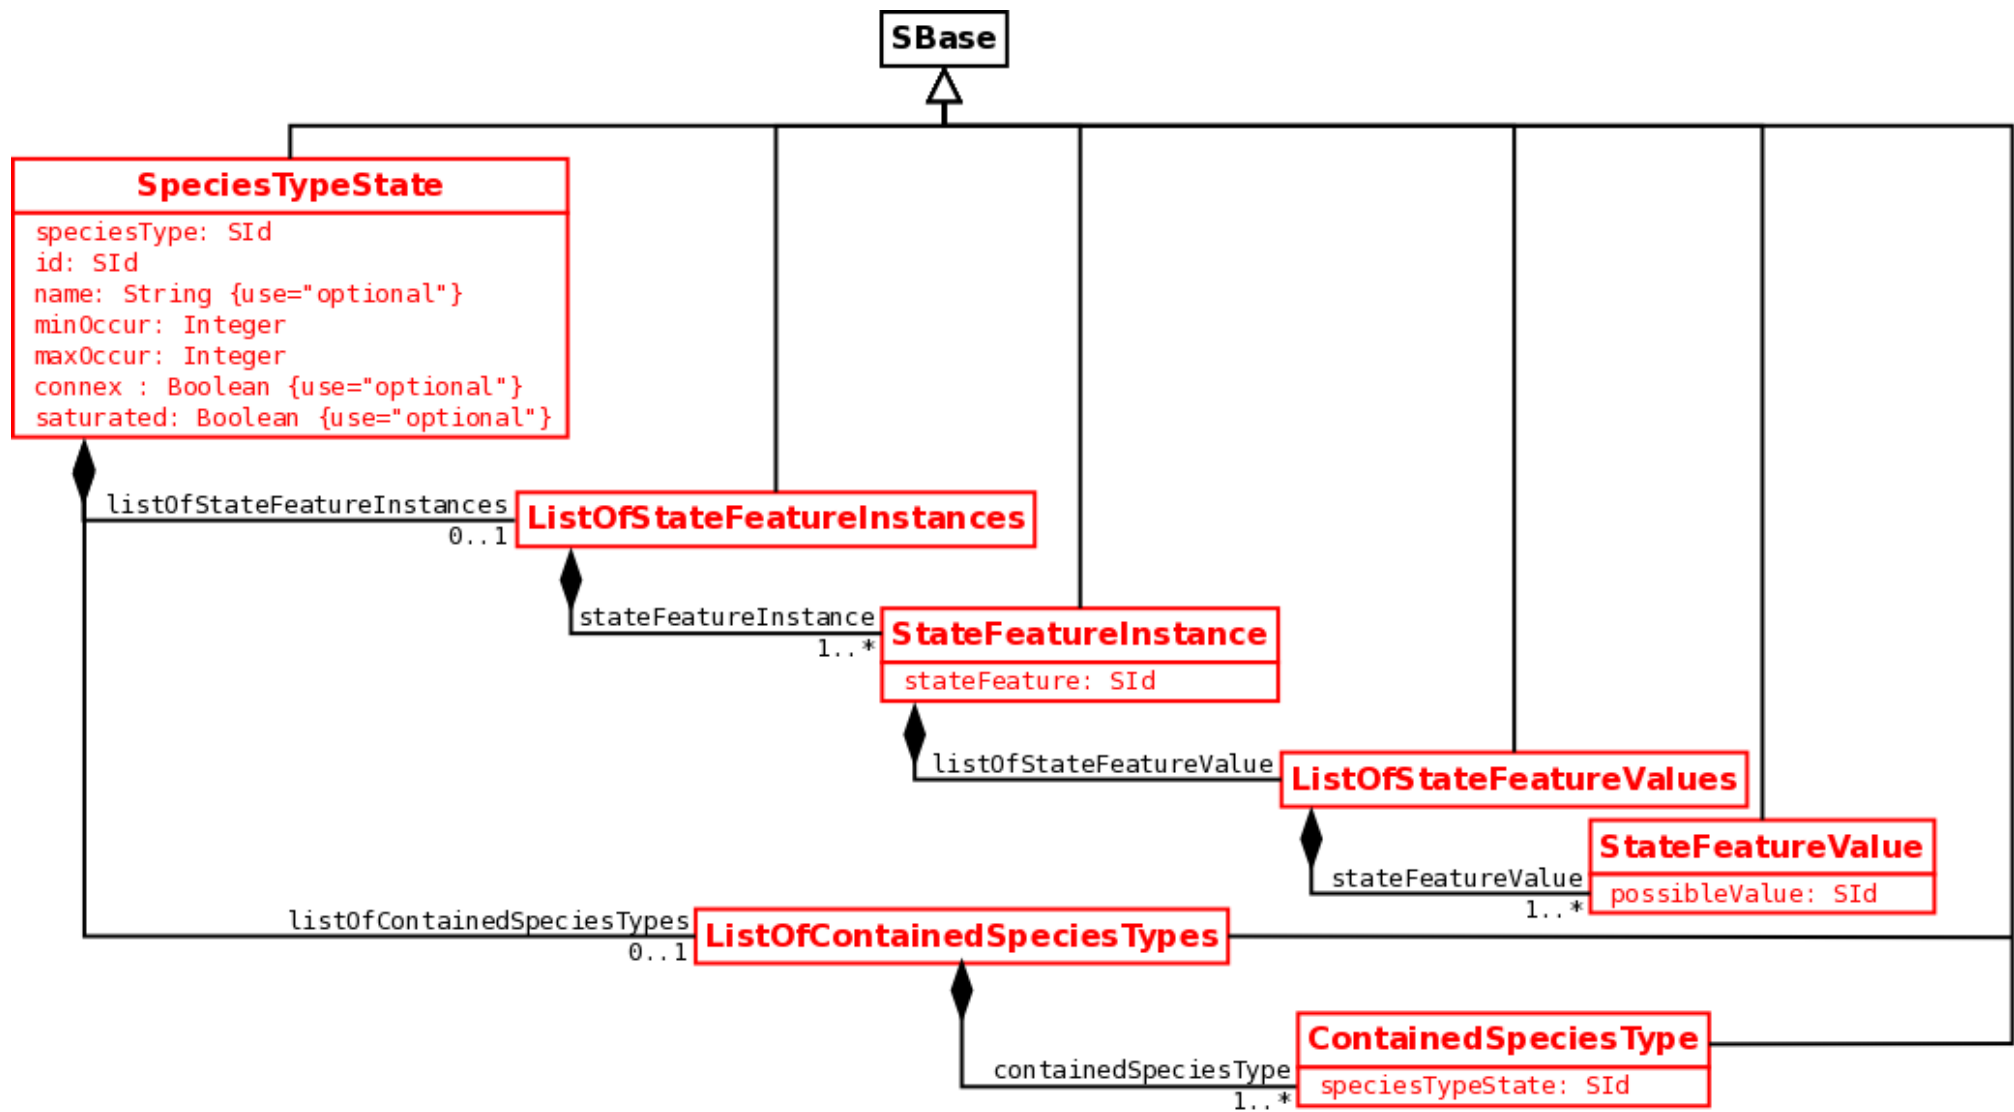 SBase
SpeciesTypeState
speciesType: SId
id: SId
name: String {use="optional"}
minOccur: Integer
maxOccur: Integer
connex : Boolean {use="optional"}
saturated: Boolean {use="optional"}
listOfStateFeatureInstances
0..1
ListOfStateFeatureInstances
stateFeatureInstance
1..*
StateFeatureInstance
stateFeature: SId
listOfStateFeatureValue
ListOfStateFeatureValues
stateFeatureValue
1..*
StateFeatureValue
possibleValue: SId
listOfContainedSpeciesTypes
0..1
ListOfContainedSpeciesTypes
containedSpeciesType
1..*
ContainedSpeciesType
speciesTypeState: SId